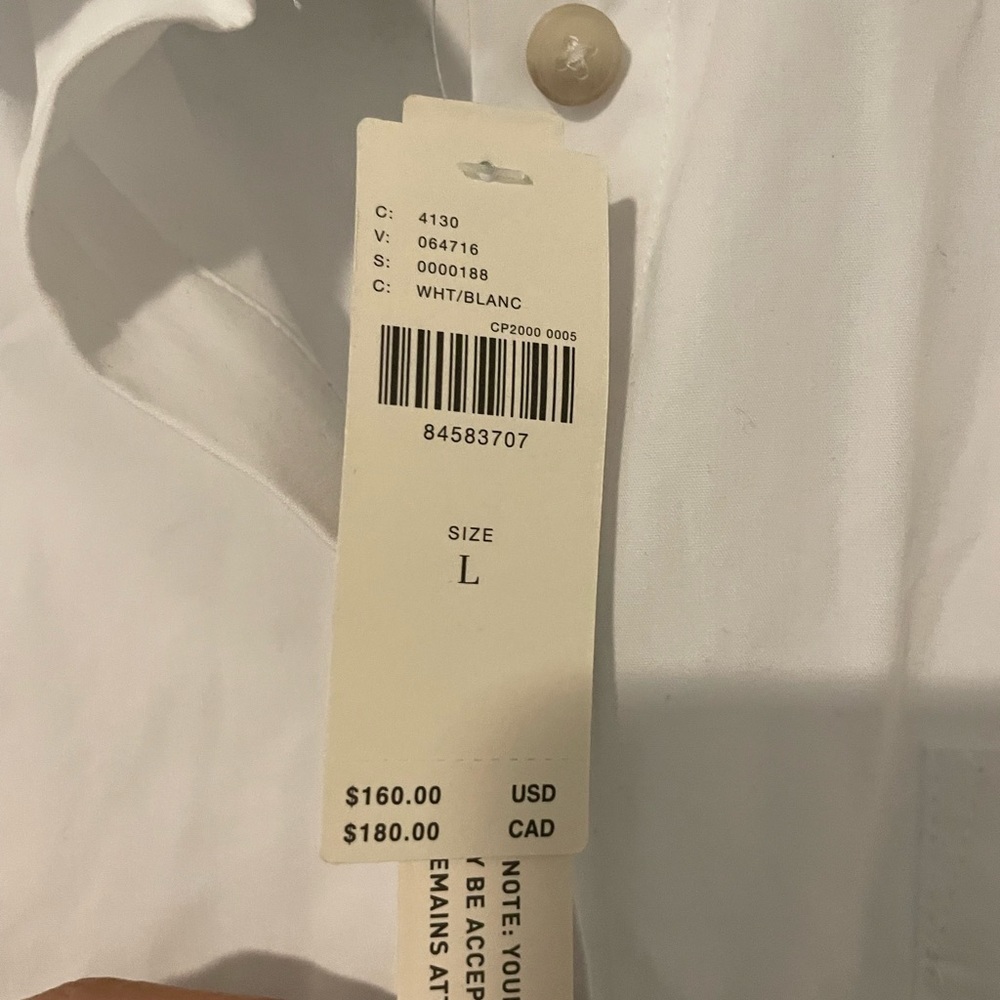 C: 4130
V: 064716
S: 0000188
C: WHT/BLANC
CP2000 0005
84583707
SIZE
L
$160.00 USD
$180.00 CAD
NOTE: YOU
Y BE ACCEP
EMAINS AT